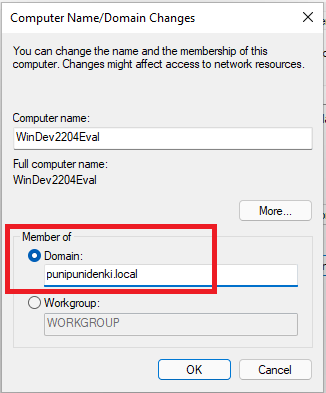 Computer Name/Domain Changes
You can change the name and the membership of this
computer. Changes might affect access to network resources.
Computer name:
WinDev2204Eval
Full computer name:
WinDev2204Eval
More...
Member of
Domain:
punipunidenki.local
Workgroup:
WORKGROUP
OK
Cancel